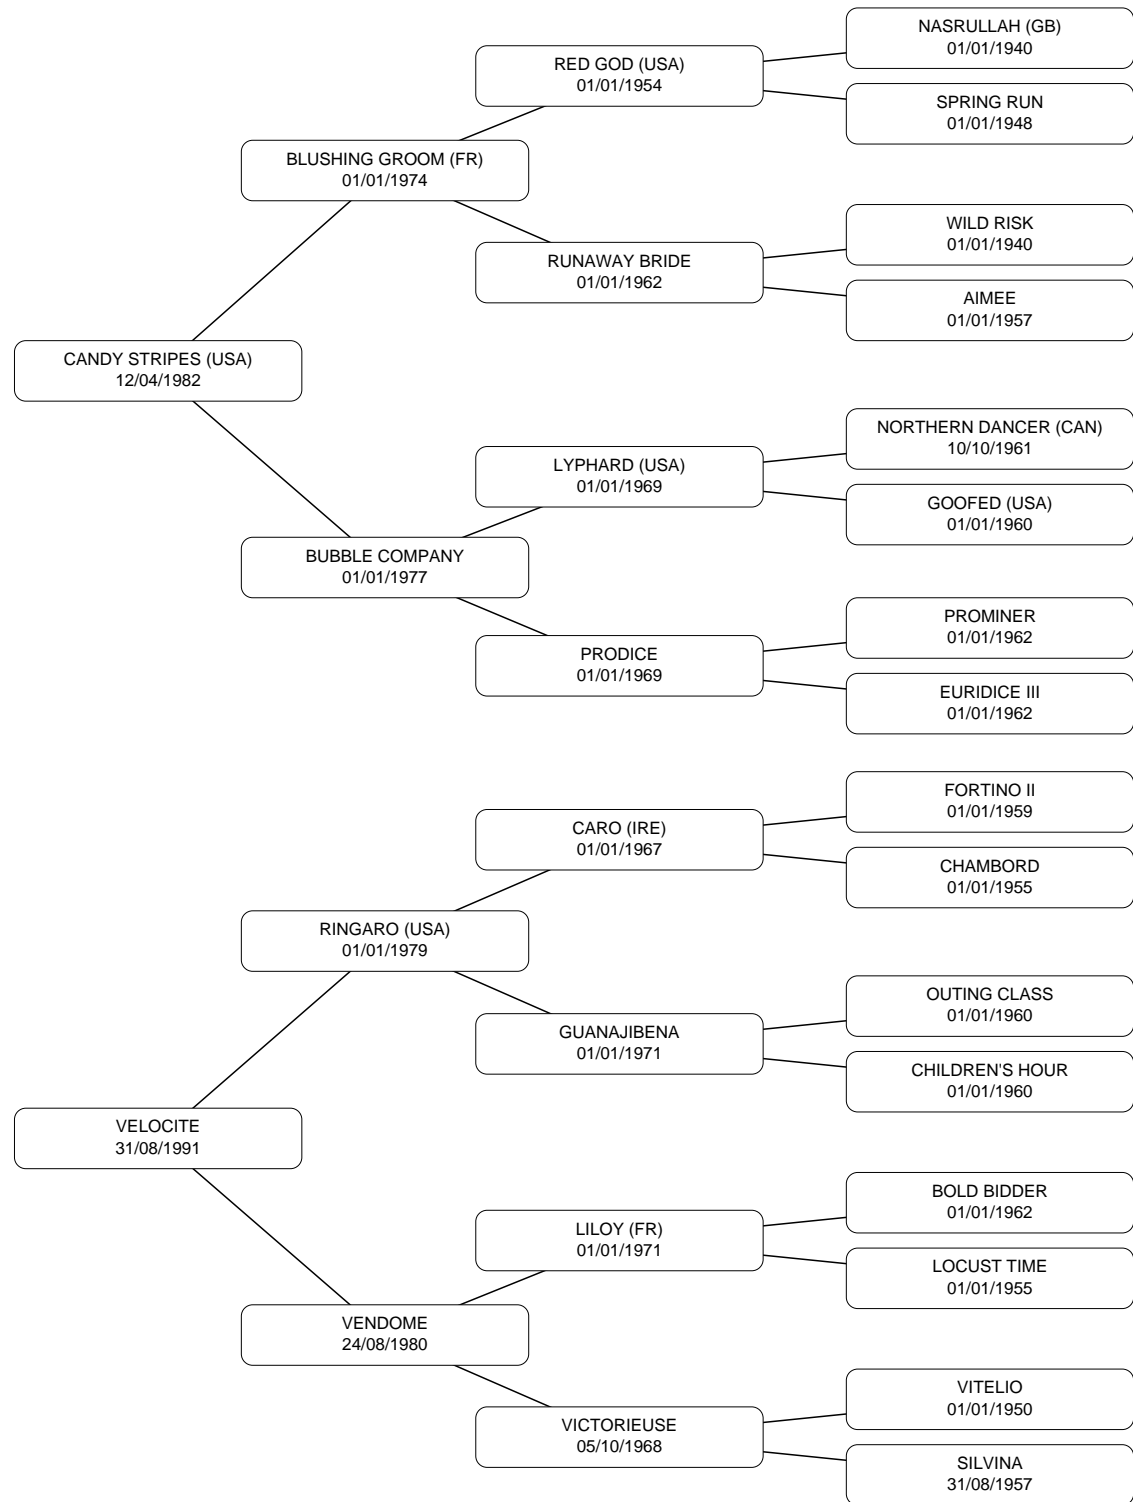 NASRULLAH (GB)
01/01/1940
RED GOD (USA)
01/01/1954
SPRING RUN
01/01/1948
BLUSHING GROOM (FR)
01/01/1974
WILD RISK
01/01/1940
RUNAWAY BRIDE
01/01/1962
AIMEE
01/01/1957
CANDY STRIPES (USA)
12/04/1982
NORTHERN DANCER (CAN)
10/10/1961
LYPHARD (USA)
01/01/1969
GOOFED (USA)
01/01/1960
BUBBLE COMPANY
01/01/1977
PROMINER
01/01/1962
PRODICE
01/01/1969
EURIDICE III
01/01/1962
FORTINO II
01/01/1959
CARO (IRE)
01/01/1967
CHAMBORD
01/01/1955
RINGARO (USA)
01/01/1979
OUTING CLASS
01/01/1960
GUANAJIBENA
01/01/1971
CHILDREN'S HOUR
01/01/1960
VELOCITE
31/08/1991
BOLD BIDDER
01/01/1962
LILOY (FR)
01/01/1971
LOCUST TIME
01/01/1955
VENDOME
24/08/1980
VITELIO
01/01/1950
VICTORIEUSE
05/10/1968
SILVINA
31/08/1957